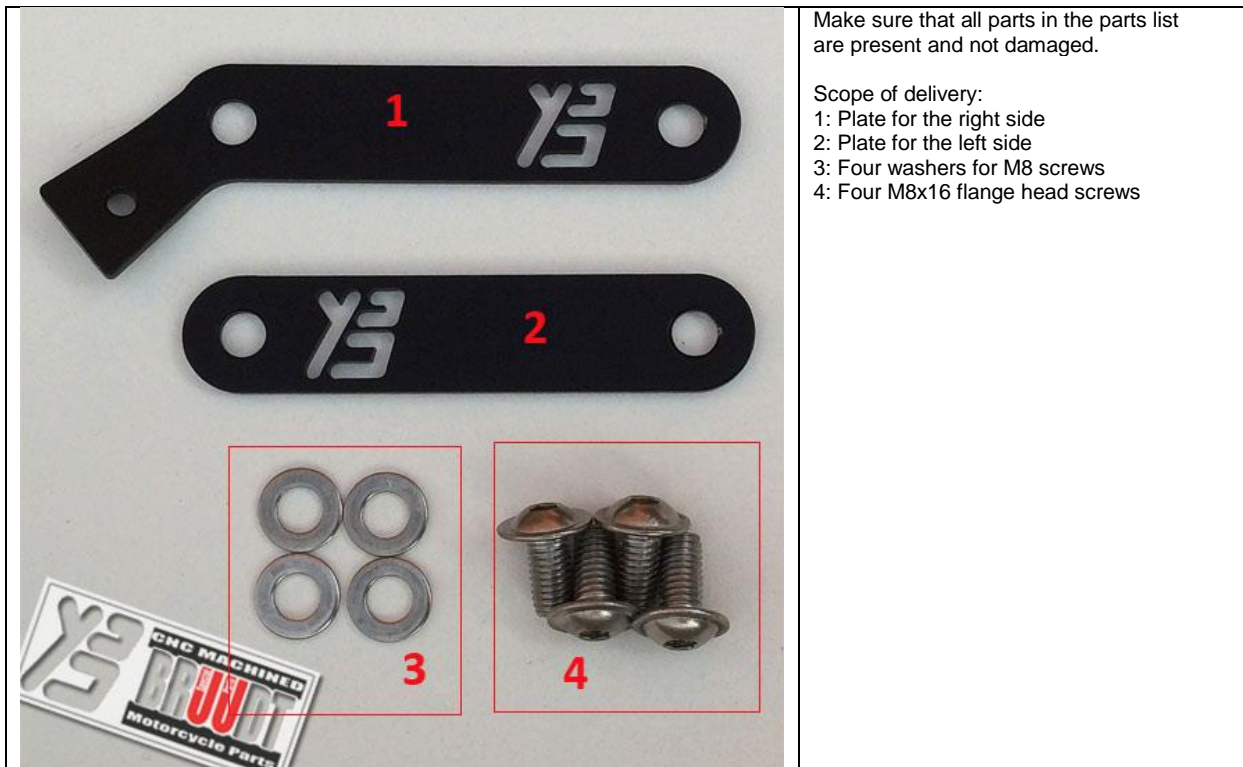 Make sure that all parts in the parts list
are present and not damaged.
Scope of delivery:
1: Plate for the right side
2: Plate for the left side
3: Four washers for M8 screws
4: Four M8x16 flange head screws
1
2
3
4
CNC MACHINED
Motorcycle Parts